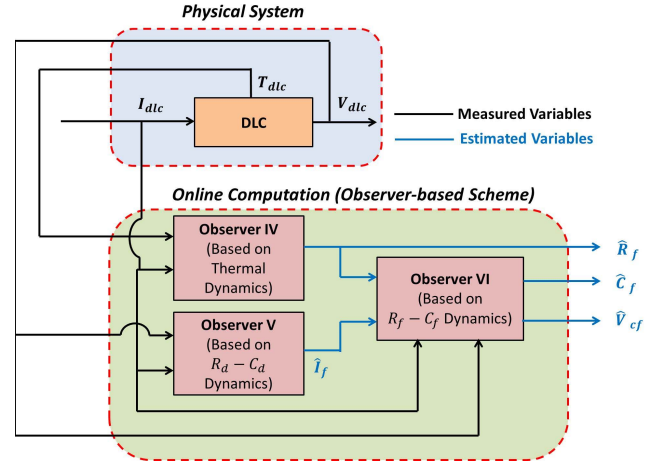 Physical System
T_dlc
I_dlc
V_dlc
DLC
Measured Variables
Estimated Variables
Online Computation (Observer-based Scheme)
Observer IV
(Based on
Thermal
Dynamics)
R̂_f
Observer VI
(Based on
R_f − C_f Dynamics)
Ĉ_f
V̂_cf
Observer V
(Based on
R_d − C_d
Dynamics)
Î_f